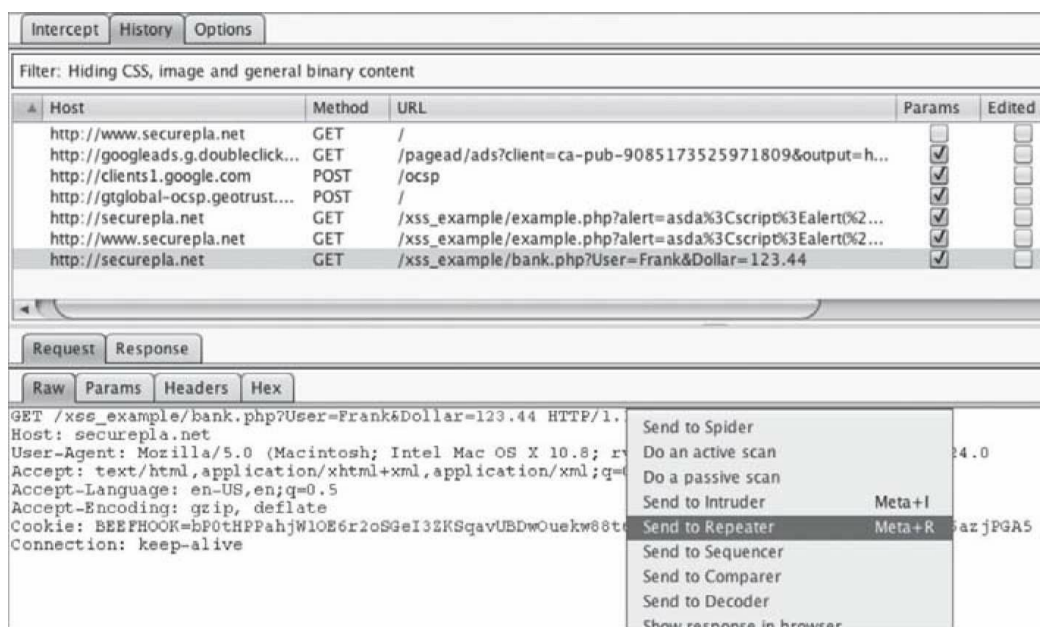 Intercept History Options
Filter: Hiding CSS, image and general binary content
Host Method URL Params Edited
http://www.securepla.net GET /
http://googleads.g.doubleclick... GET /pagead/ads?client=ca-pub-9085173525971809&output=h...
http://clients1.google.com POST /ocsp
http://gtglobal-ocsp.geotrust.... POST /
http://securepla.net GET /xss_example/example.php?alert=asda%3Cscript%3Ealert(%2...
http://www.securepla.net GET /xss_example/example.php?alert=asda%3Cscript%3Ealert(%2...
http://securepla.net GET /xss_example/bank.php?User=Frank&Dollar=123.44
Request Response
Raw Params Headers Hex
GET /xss_example/bank.php?User=Frank&Dollar=123.44 HTTP/1.
Host: securepla.net
User-Agent: Mozilla/5.0 (Macintosh; Intel Mac OS X 10.8; 24.0
Accept: text/html,application/xhtml+xml,application/xml;
Accept-Language: en-US,en;q=0.5
Accept-Encoding: gzip, deflate
Cookie:
Connection: keep-alive
Send to Spider
Do an active scan
Do a passive scan
Send to Intruder Meta+I
Send to Repeater Meta+R
Send to Sequencer
Send to Comparer
Send to Decoder
Show response in browser